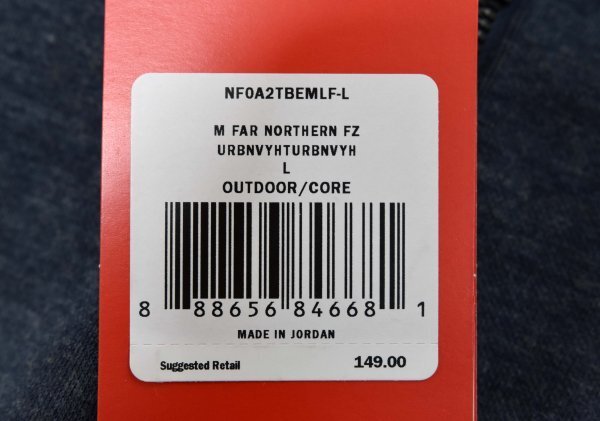 NF0A2TBEMLF-L
M FAR NORTHERN FZ
URBNVYHTURBNVYH
L
OUTDOOR/CORE
8 88656 84668 1
MADE IN JORDAN
Suggested Retail 149.00